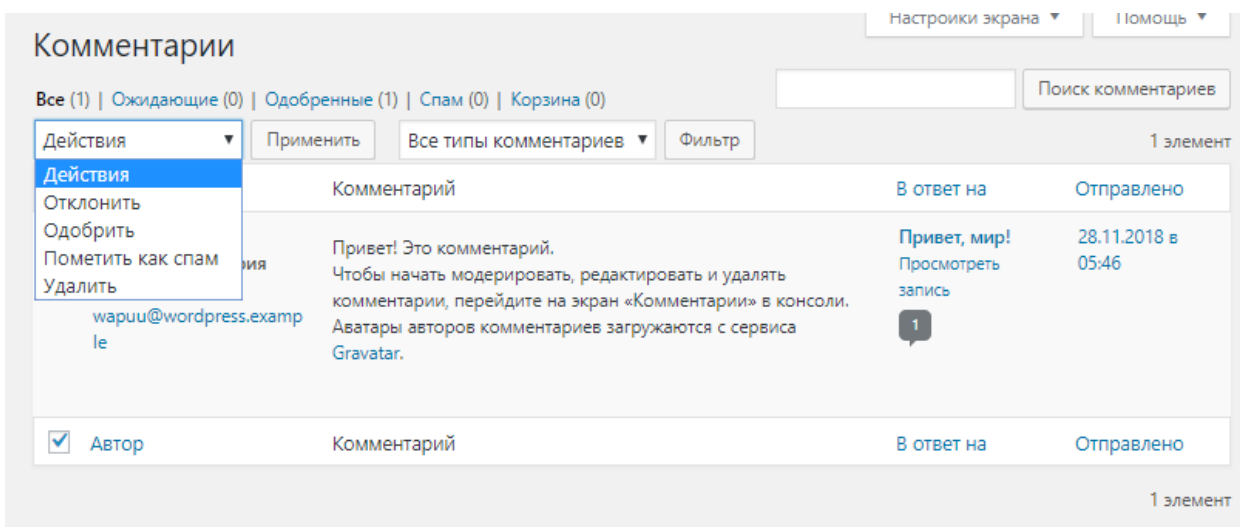 Настройки экрана ▼ Помощь ▼
Комментарии
Все (1) | Ожидающие (0) | Одобренные (1) | Спам (0) | Корзина (0)
Поиск комментариев
Действия ▼ Применить Все типы комментариев ▼ Фильтр 1 элемент
Действия
Отклонить
Одобрить
Пометить как спам
Удалить
Комментарий В ответ на Отправлено
рия
wapuu@wordpress.examp
le
Привет! Это комментарий.
Чтобы начать модерировать, редактировать и удалять
комментарии, перейдите на экран «Комментарии» в консоли.
Аватары авторов комментариев загружаются с сервиса
Gravatar.
Привет, мир!
Просмотреть
запись
1
28.11.2018 в
05:46
Автор Комментарий В ответ на Отправлено
1 элемент